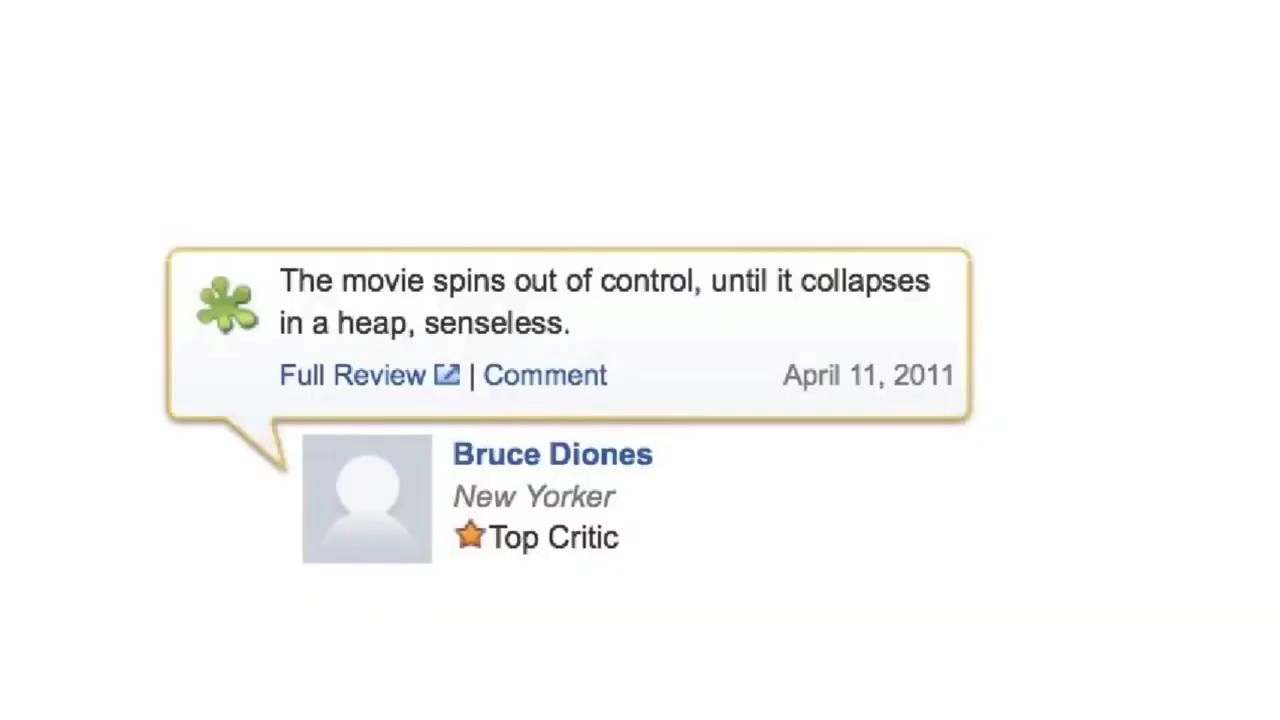 The movie spins out of control, until it collapses
in a heap, senseless.
Full Review | Comment April 11, 2011
Bruce Diones
New Yorker
Top Critic